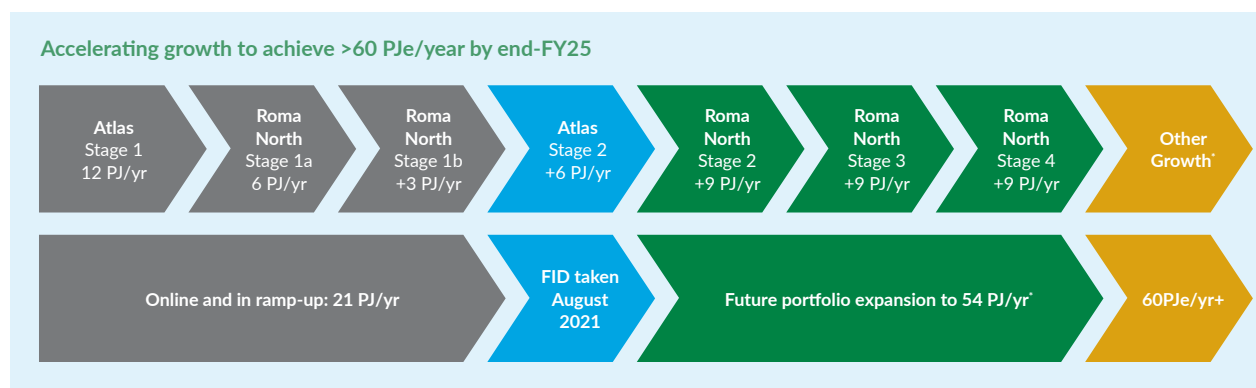 Accelerating growth to achieve >60 PJe/year by end-FY25
Atlas
Stage 1
12 PJ/yr
Roma
North
Stage 1a
6 PJ/yr
Roma
North
Stage 1b
+3 PJ/yr
Atlas
Stage 2
+6 PJ/yr
Roma
North
Stage 2
+9 PJ/yr
Roma
North
Stage 3
+9 PJ/yr
Roma
North
Stage 4
+9 PJ/yr
Other
Growth*
Online and in ramp-up: 21 PJ/yr
FID taken
August
2021
Future portfolio expansion to 54 PJ/yr*
60PJe/yr+